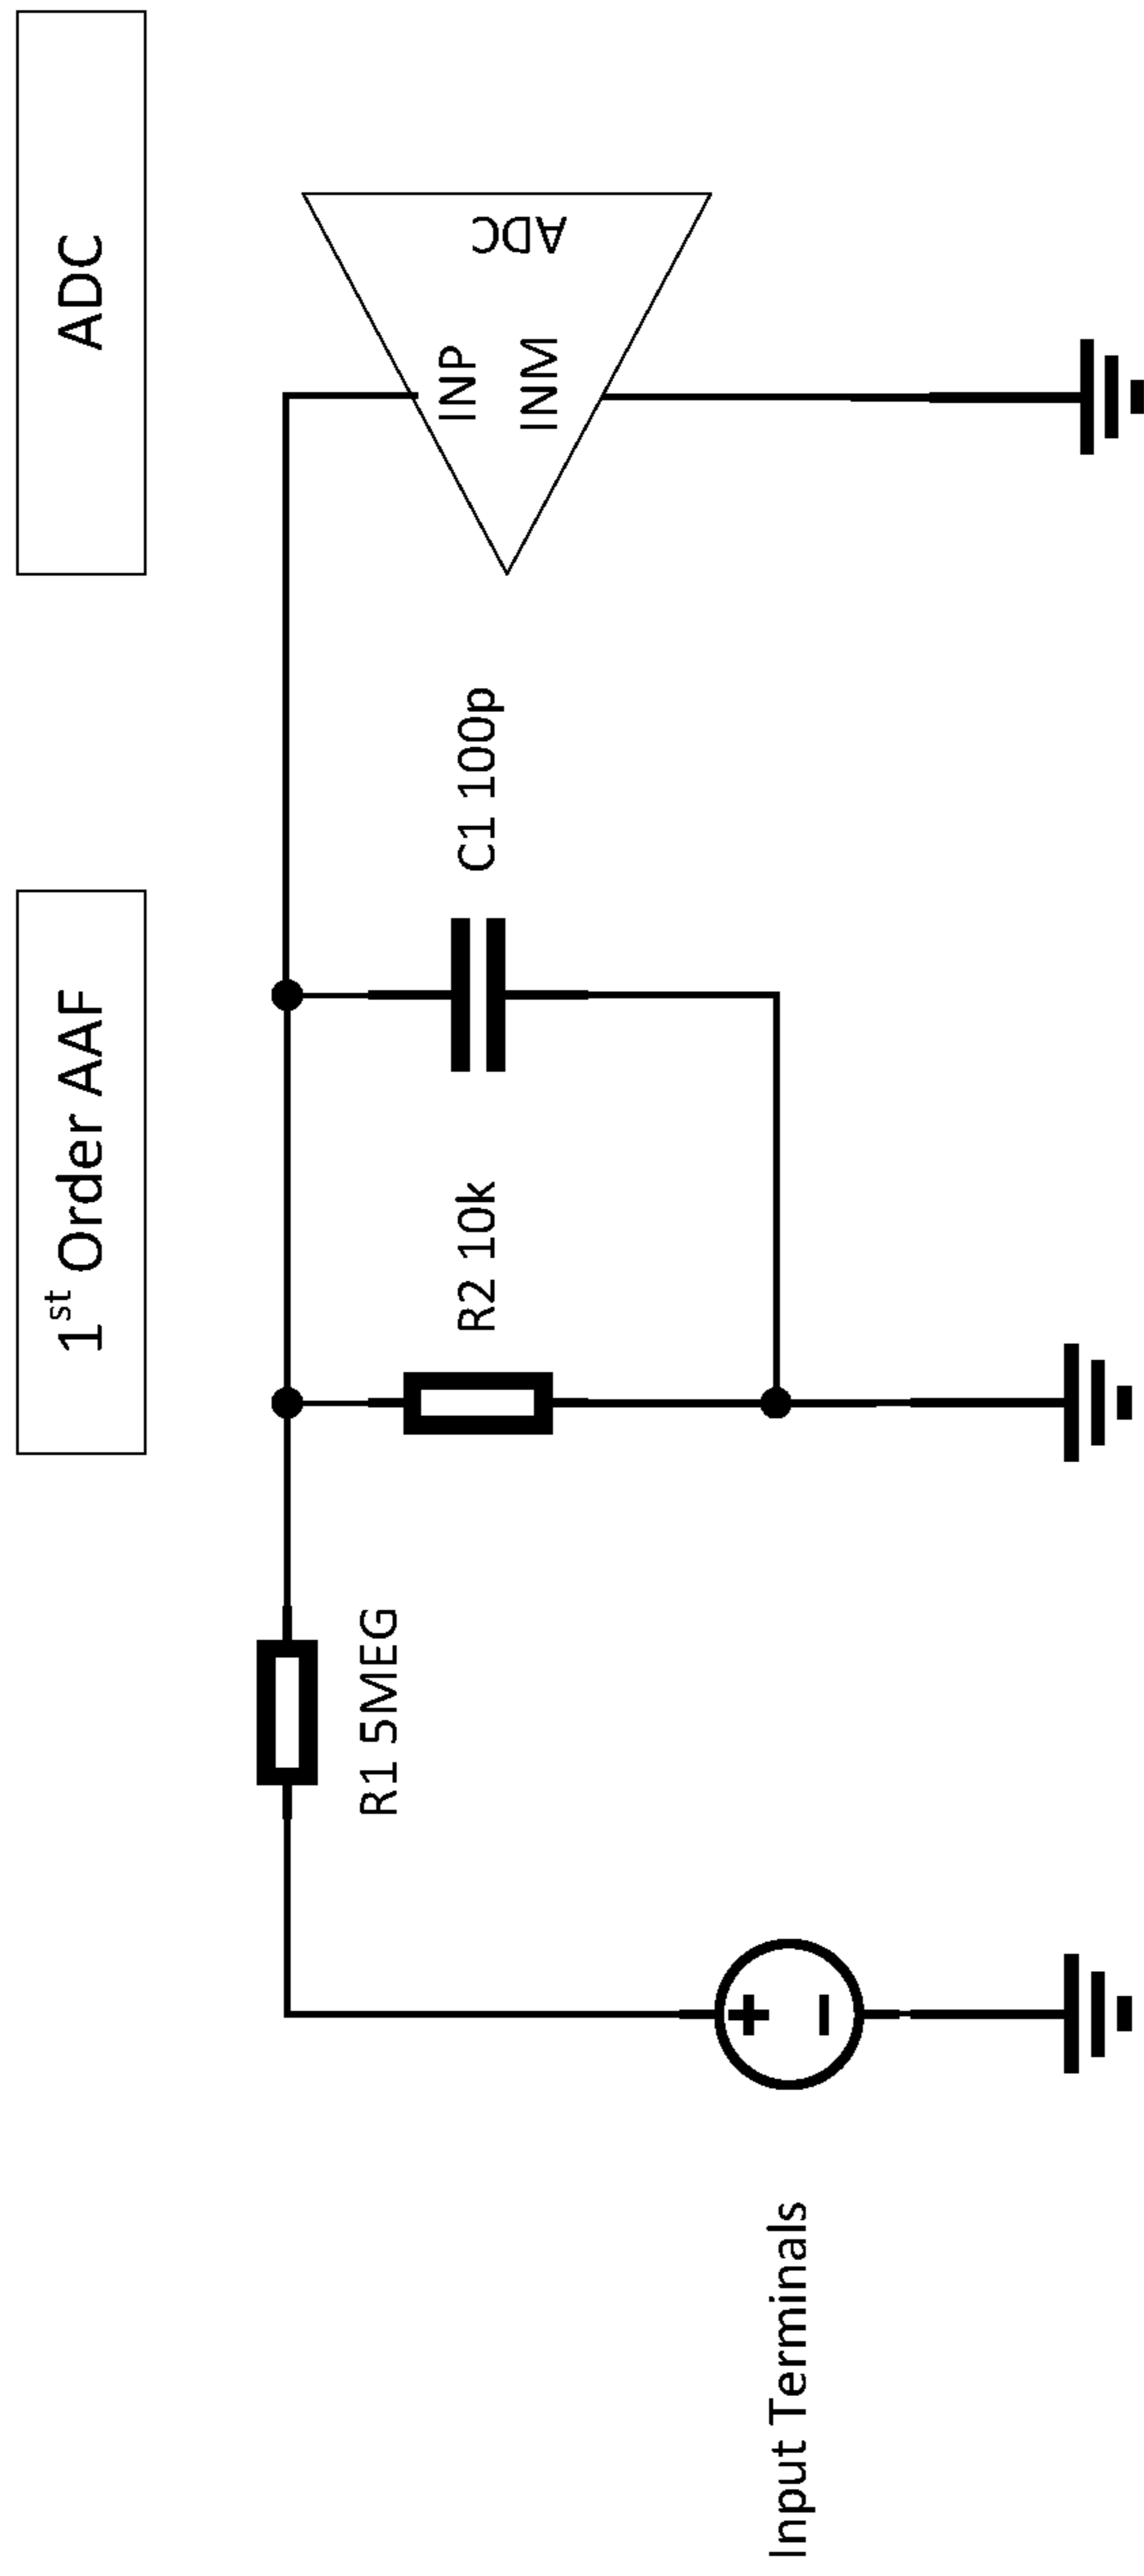 1st Order AAF
ADC
Input Terminals
+
−
R1 5MEG
R2 10k
C1 100p
INP
INM
ADC